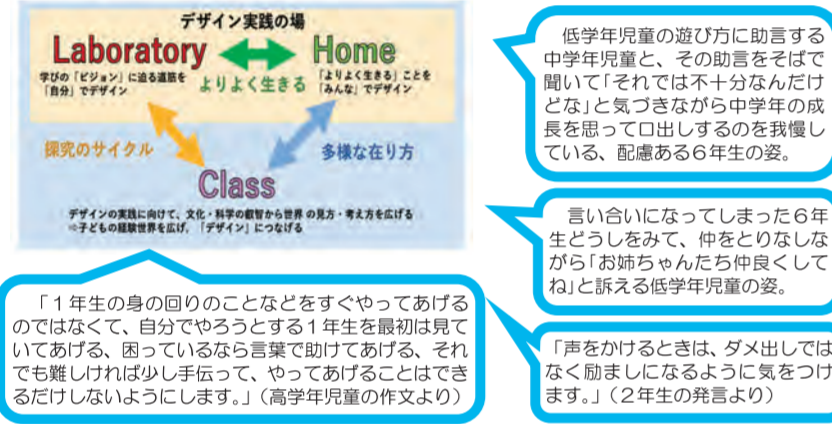 デザイン実践の場
Laboratory
Home
学びの「ビジョン」に迫る道筋を
「自分」でデザイン
よりよく生きる
「よりよく生きる」ことを
「みんな」でデザイン
探究のサイクル
多様な在り方
Class
デザインの実践に向けて、文化・科学の叡智から世界の見方・考え方を広げる
⇒子どもの経験世界を広げ、「デザイン」につなげる
低学年児童の遊び方に助言する
中学年児童と、その助言をそばで
聞いて「それでは不十分なんだけ
どな」と気づきながら中学年の成
長を思って口出しするのを我慢し
ている、配慮ある6年生の姿。
言い合いになってしまった6年
生どうしをみて、仲をとりなしな
がら「お姉ちゃんたち仲良くして
ね」と訴える低学年児童の姿。
「1年生の身の回りのことなどをすぐやってあげる
のではなくて、自分でやろうとする1年生を最初は見て
いてあげる、困っているなら言葉で助けてあげる、それ
でも難しければ少し手伝って、やってあげることはでき
るだけしないようにします。」（高学年児童の作文より）
「声をかけるときは、ダメ出しでは
なく励ましになるように気をつけ
ます。」（2年生の発言より）